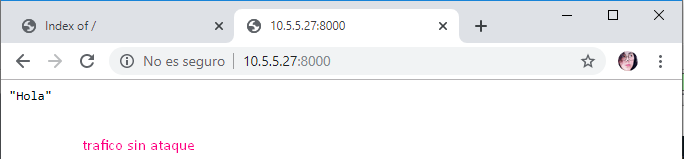 Index of /
10.5.5.27:8000
No es seguro | 10.5.5.27:8000
"Hola"
trafico sin ataque